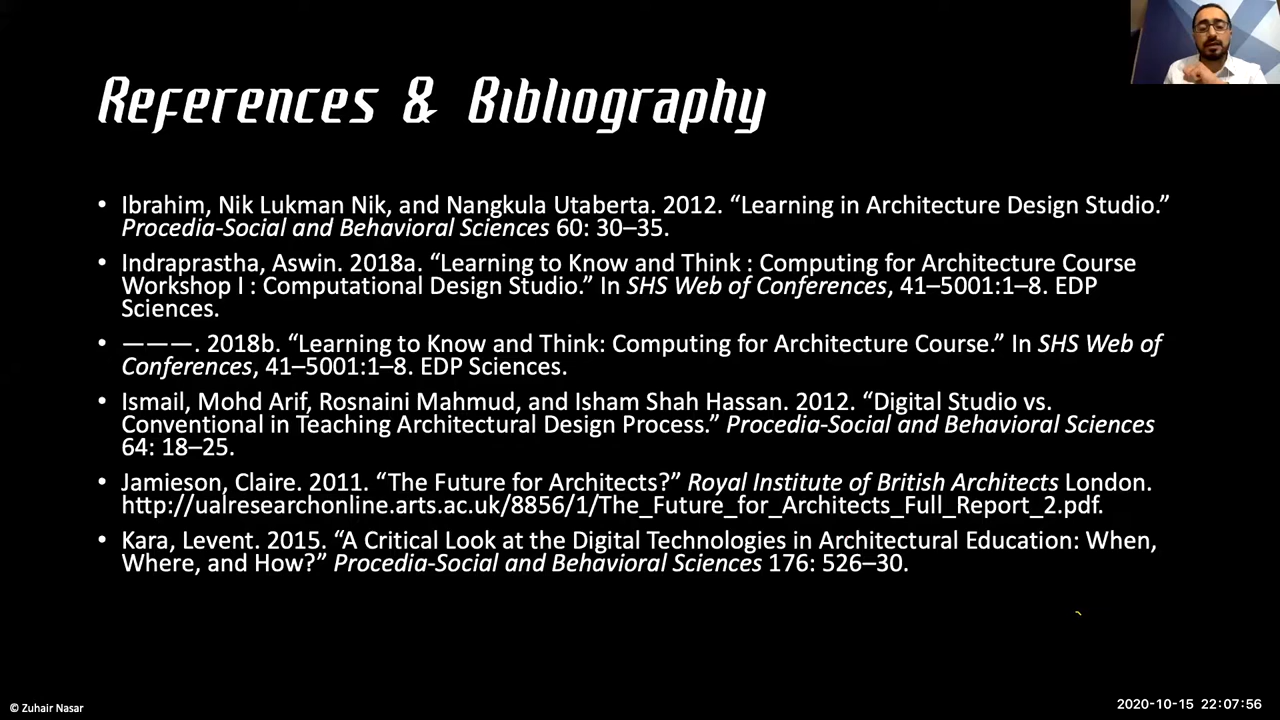 References & Bibliography
• Ibrahim, Nik Lukman Nik, and Nangkula Utaberta. 2012. “Learning in Architecture Design Studio.”
Procedia-Social and Behavioral Sciences 60: 30–35.
• Indraprastha, Aswin. 2018a. “Learning to Know and Think : Computing for Architecture Course
Workshop I : Computational Design Studio.” In SHS Web of Conferences, 41–5001:1–8. EDP
Sciences.
• ———. 2018b. “Learning to Know and Think: Computing for Architecture Course.” In SHS Web of
Conferences, 41–5001:1–8. EDP Sciences.
• Ismail, Mohd Arif, Rosnaini Mahmud, and Isham Shah Hassan. 2012. “Digital Studio vs.
Conventional in Teaching Architectural Design Process.” Procedia-Social and Behavioral Sciences
64: 18–25.
• Jamieson, Claire. 2011. “The Future for Architects?” Royal Institute of British Architects London.
http://ualresearchonline.arts.ac.uk/8856/1/The_Future_for_Architects_Full_Report_2.pdf.
• Kara, Levent. 2015. “A Critical Look at the Digital Technologies in Architectural Education: When,
Where, and How?” Procedia-Social and Behavioral Sciences 176: 526–30.
© Zuhair Nasar
2020-10-15 22:07:56